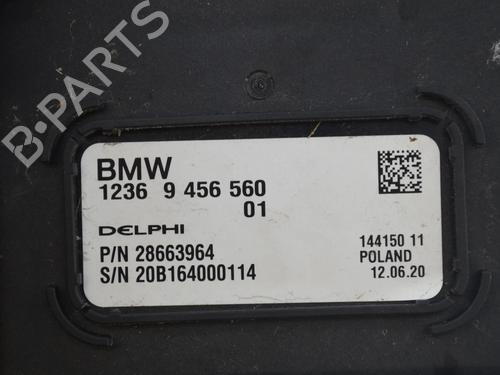 B-PARTS
BMW
1236 9 456 560
01
DELPHI
P/N 28663964
S/N 20B164000114
144150 11
POLAND
12.06.20